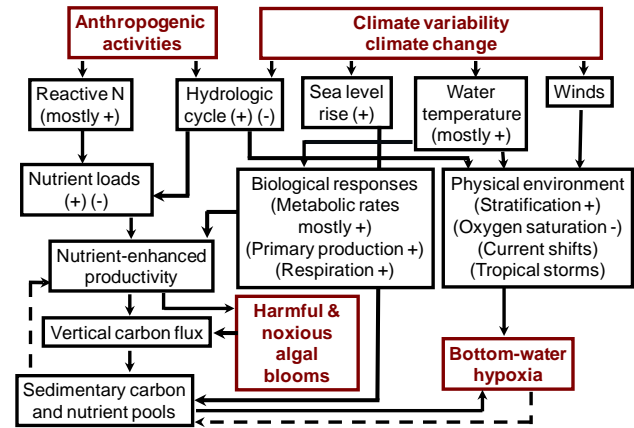 Anthropogenic
activities
Climate variability
climate change
Reactive N
(mostly +)
Hydrologic
cycle (+) (-)
Sea level
rise (+)
Water
temperature
(mostly +)
Winds
Nutrient loads
(+) (-)
Biological responses
(Metabolic rates
mostly +)
(Primary production +)
(Respiration +)
Physical environment
(Stratification +)
(Oxygen saturation -)
(Current shifts)
(Tropical storms)
Nutrient-enhanced
productivity
Harmful &
noxious
algal
blooms
Vertical carbon flux
Bottom-water
hypoxia
Sedimentary carbon
and nutrient pools